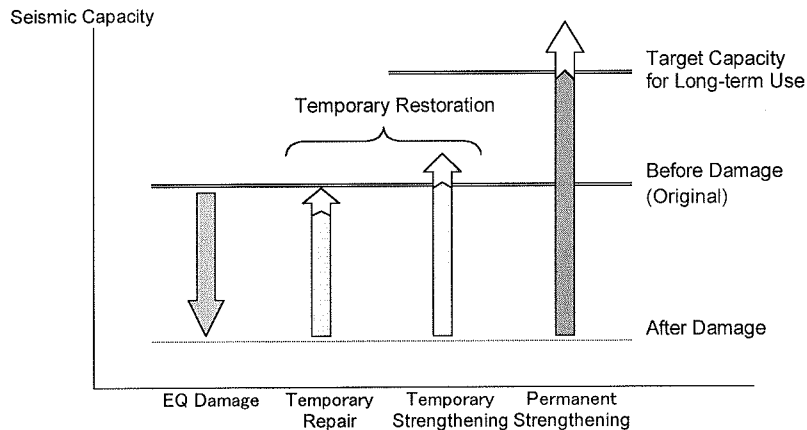 Seismic Capacity
Target Capacity
for Long-term Use
Temporary Restoration
Before Damage
(Original)
After Damage
EQ Damage
Temporary
Repair
Temporary
Strengthening
Permanent
Strengthening